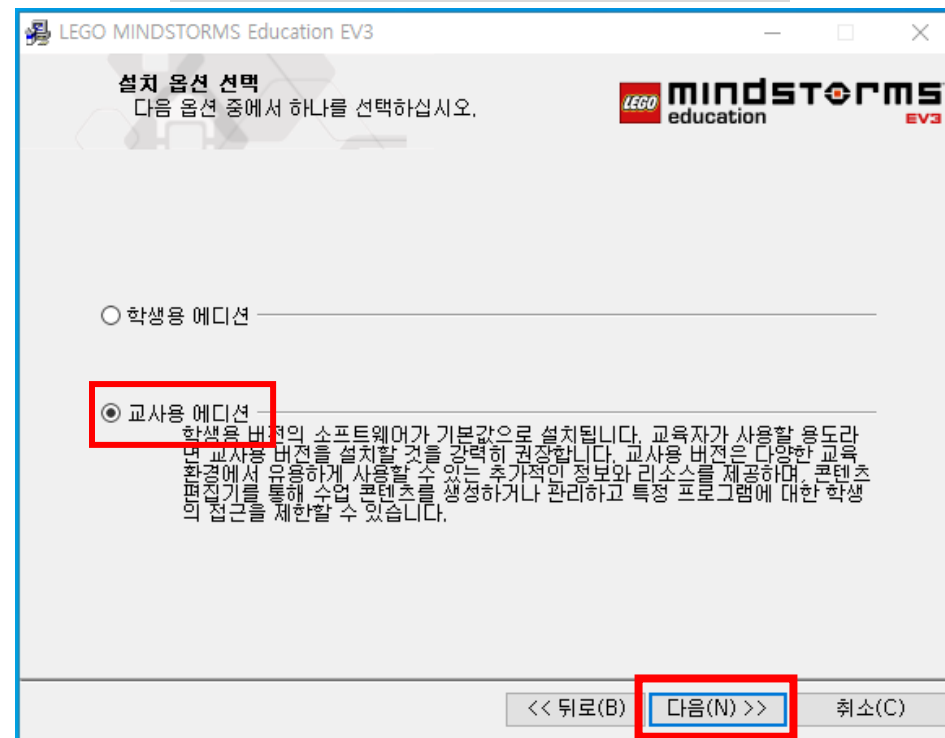 LEGO MINDSTORMS Education EV3
설치 옵션 선택
다음 옵션 중에서 하나를 선택하십시오.
LEGO mindstorms
education
EV3
학생용 에디션
교사용 에디션
학생용 버전의 소프트웨어가 기본값으로 설치됩니다. 교육자가 사용할 용도라
면 교사용 버전을 설치할 것을 강력히 권장합니다. 교사용 버전은 다양한 교육
환경에서 유용하게 사용할 수 있는 추가적인 정보와 리소스를 제공하며, 콘텐츠
편집기를 통해 수업 콘텐츠를 생성하거나 관리하고 특정 프로그램에 대한 학생
의 접근을 제한할 수 있습니다.
<< 뒤로(B) 다음(N) >> 취소(C)